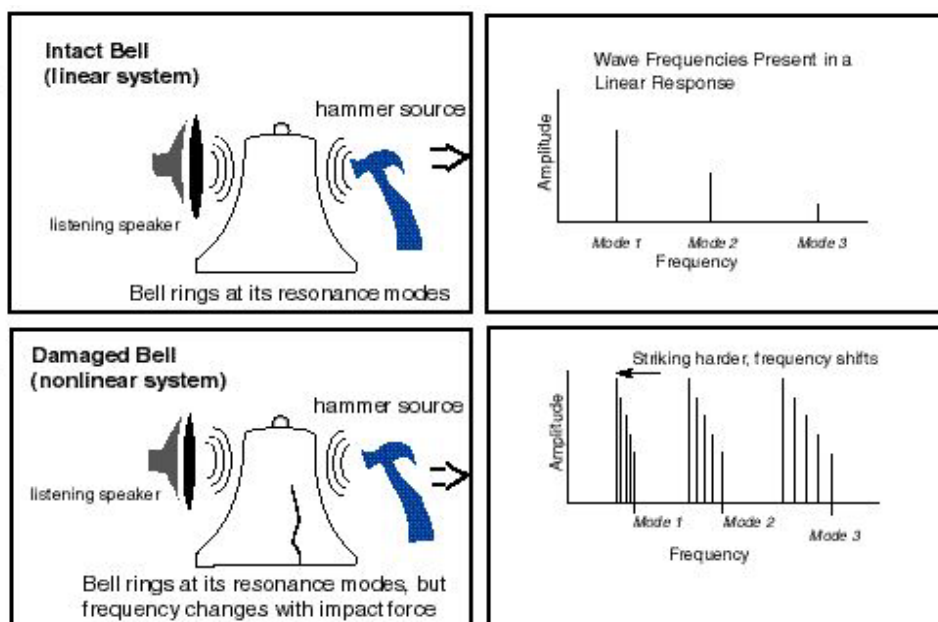 Intact Bell
(linear system)
hammer source
listening speaker
Bell rings at its resonance modes
Wave Frequencies Present in a
Linear Response
Amplitude
Mode 1 Mode 2 Mode 3
Frequency
Damaged Bell
(nonlinear system)
hammer source
listening speaker
Bell rings at its resonance modes, but
frequency changes with impact force
Striking harder, frequency shifts
Amplitude
Mode 1 Mode 2 Mode 3
Frequency